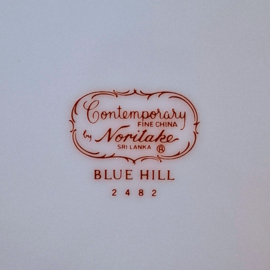 Contemporary
FINE CHINA
by Noritake
SRI LANKA ®
BLUE HILL
2482